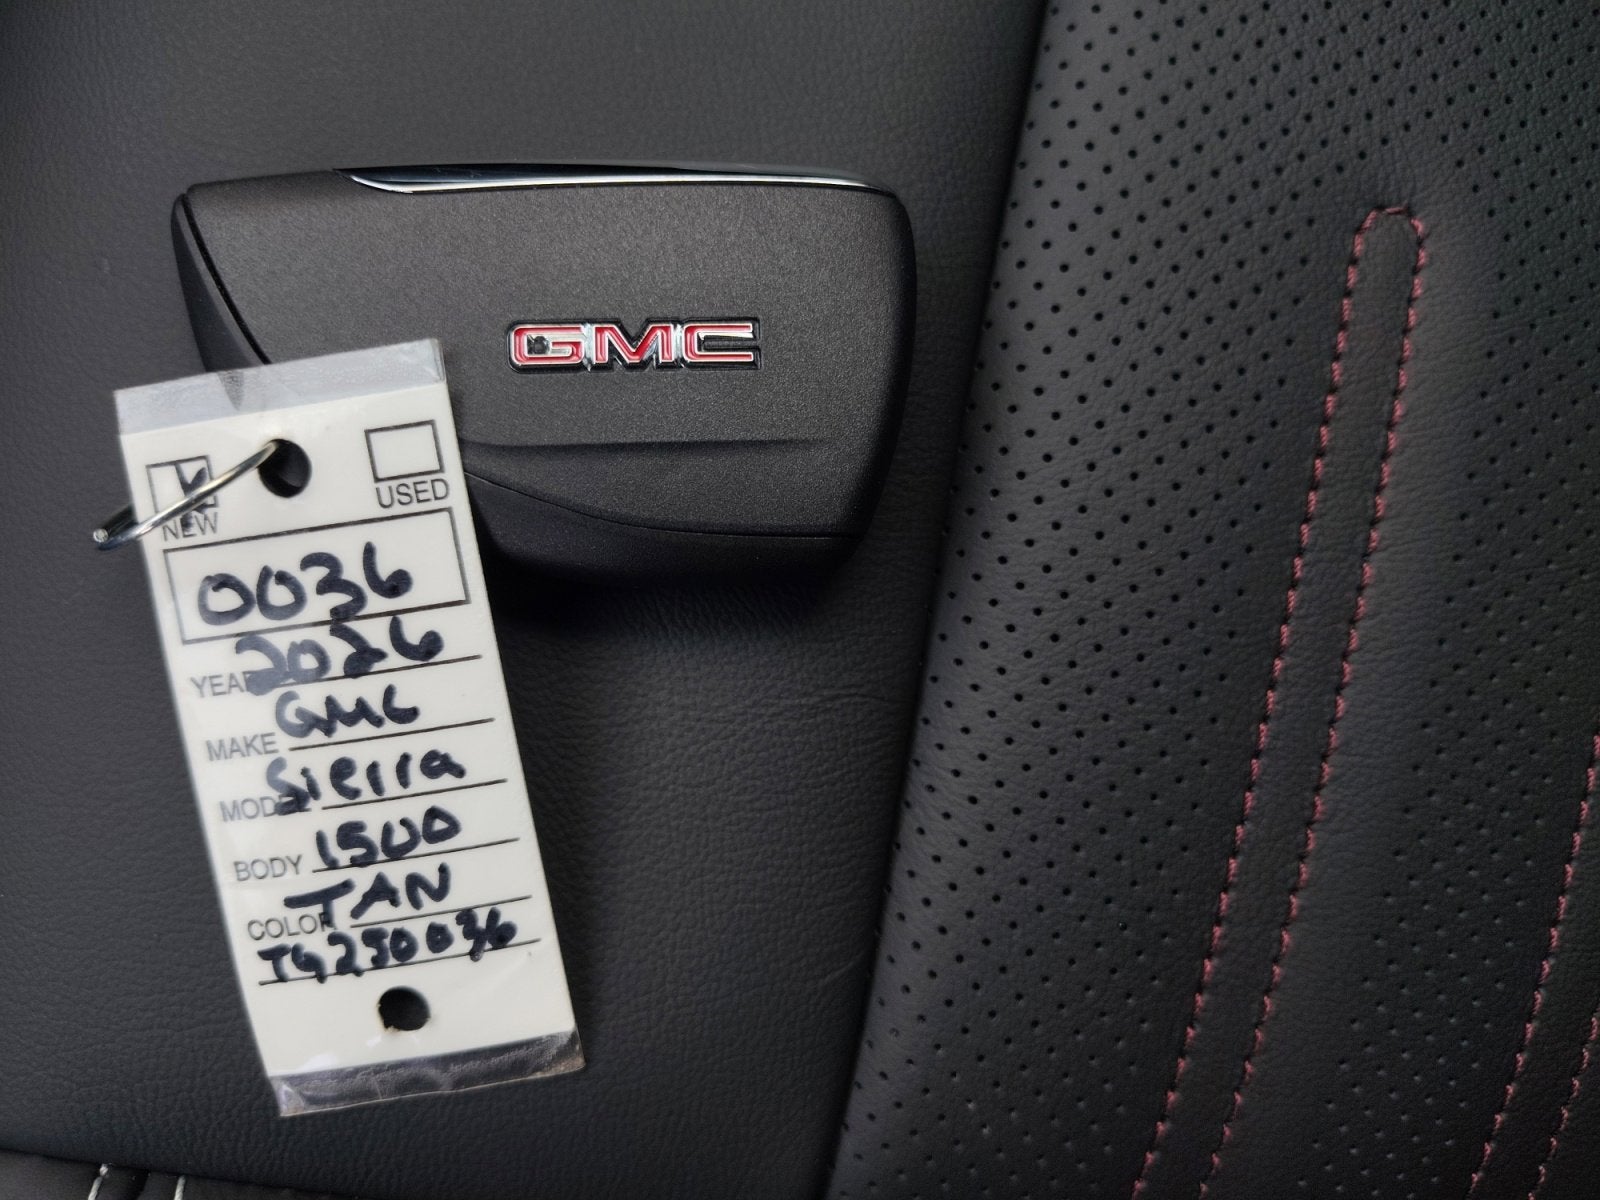 GMC
NEW USED
0036
YEAR 2026
MAKE GMC
MODEL Sierra
BODY 1500
COLOR TAN
TG250036